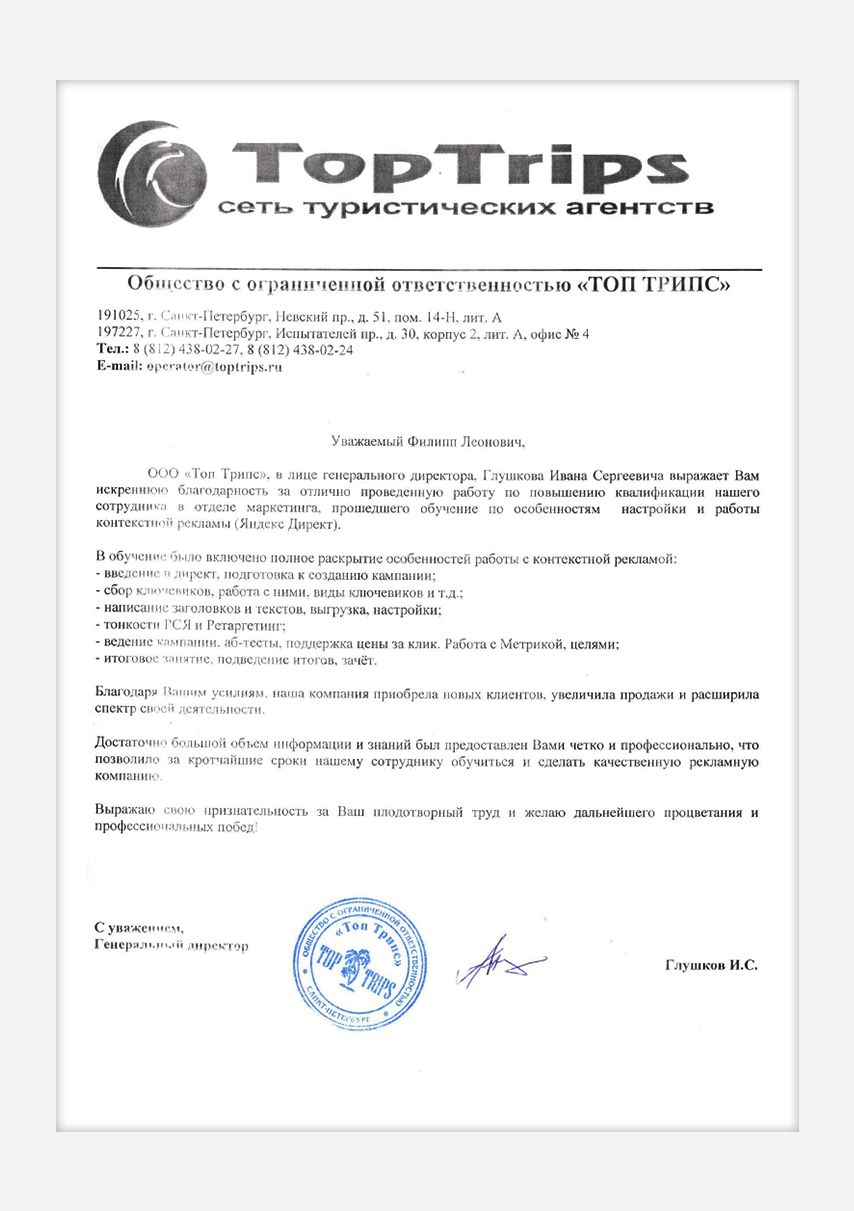 TopTrips
сеть туристических агентств
Общество с ограниченной ответственностью «ТОП ТРИПС»
191025, г. Санкт-Петербург, Невский пр., д. 51, пом. 14-Н, лит. А
197227, г. Санкт-Петербург, Испытателей пр., д. 30, корпус 2, лит. А, офис № 4
Тел.: 8 (812) 438-02-27, 8 (812) 438-02-24
E-mail: operator@toptrips.ru
Уважаемый Филипп Леонович,
ООО «Топ Трипс», в лице генерального директора, Глушкова Ивана Сергеевича выражает Вам
искреннюю благодарность за отлично проведенную работу по повышению квалификации нашего
сотрудника в отделе маркетинга, прошедшего обучение по особенностям настройки и работы
контекстной рекламы (Яндекс Директ).
В обучение было включено полное раскрытие особенностей работы с контекстной рекламой:
- введение в директ, подготовка к созданию кампании;
- сбор ключевиков, работа с ними, виды ключевиков и т.д.;
- написание заголовков и текстов, выгрузка, настройки;
- тонкости РСЯ и Ретаргетинг;
- ведение кампании, аб-тесты, поддержка цены за клик. Работа с Метрикой, целями;
- итоговое занятие, подведение итогов, зачёт.
Благодаря Вашим усилиям, наша компания приобрела новых клиентов, увеличила продажи и расширила
спектр своей деятельности.
Достаточно большой объем информации и знаний был предоставлен Вами четко и профессионально, что
позволило за кротчайшие сроки нашему сотруднику обучиться и сделать качественную рекламную
компанию.
Выражаю свою признательность за Ваш плодотворный труд и желаю дальнейшего процветания и
профессиональных побед!
С уважением,
Генеральный директор
ОБЩЕСТВО С ОГРАНИЧЕННОЙ ОТВЕТСТВЕННОСТЬЮ
«Топ Трипс»
TOP TRIPS
САНКТ-ПЕТЕРБУРГ
Глушков И.С.